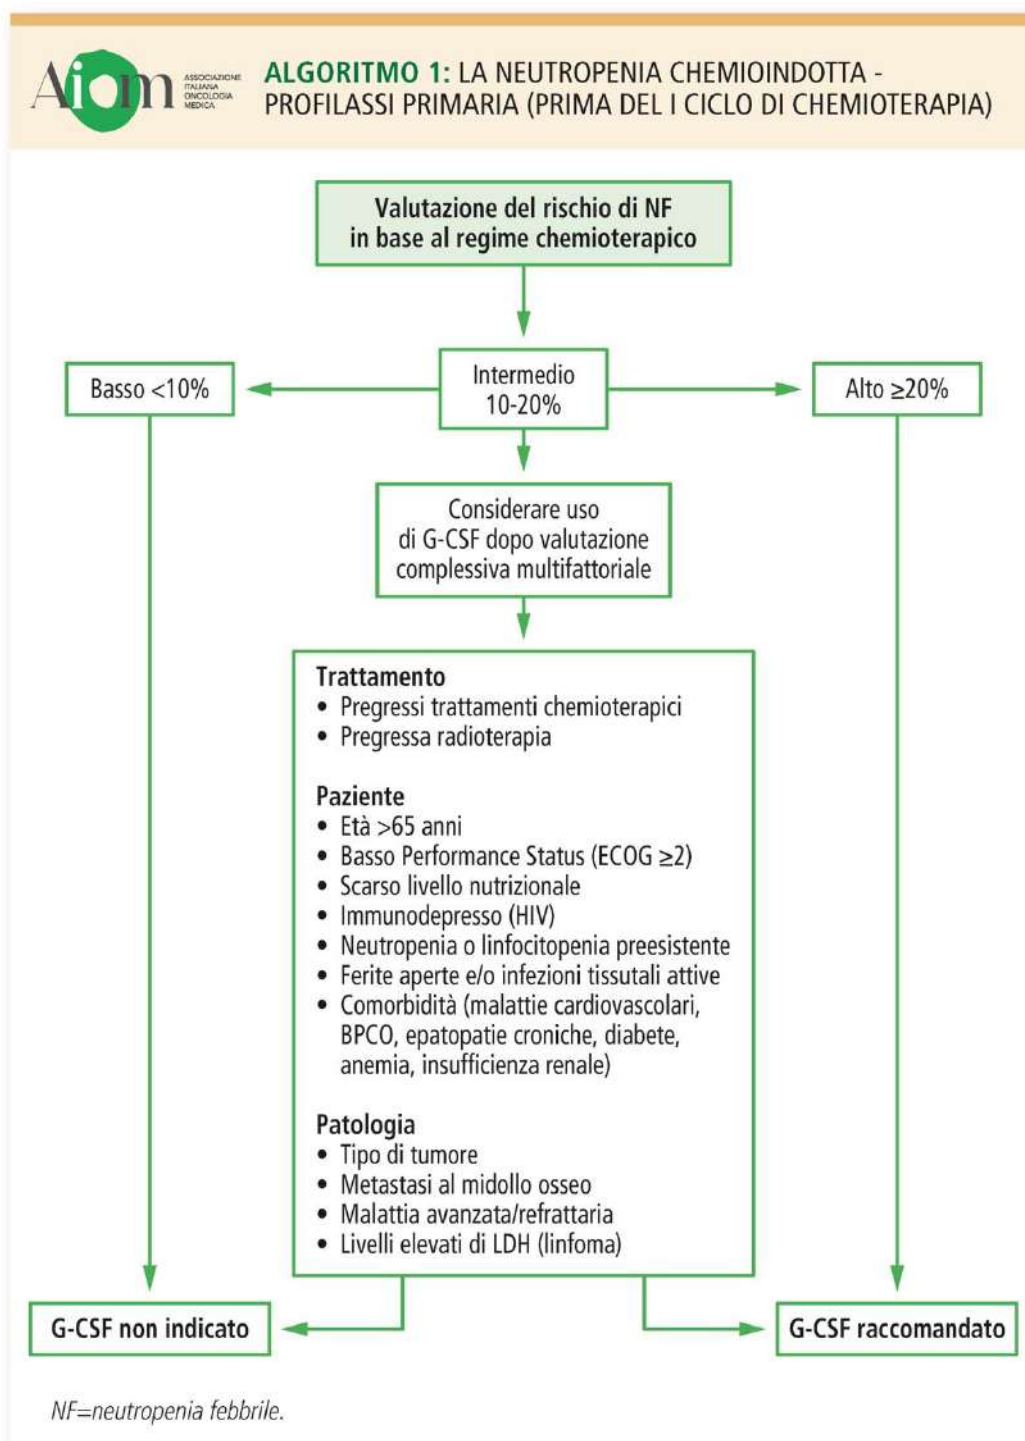 Aiom
ASSOCIAZIONE
ITALIANA
ONCOLOGIA
MEDICA
ALGORITMO 1: LA NEUTROPENIA CHEMIOINDOTTA -
PROFILASSI PRIMARIA (PRIMA DEL I CICLO DI CHEMIOTERAPIA)
Valutazione del rischio di NF
in base al regime chemioterapico
Basso <10%
Intermedio
10-20%
Alto ≥20%
Considerare uso
di G-CSF dopo valutazione
complessiva multifattoriale
Trattamento
• Pregressi trattamenti chemioterapici
• Pregressa radioterapia
Paziente
• Età >65 anni
• Basso Performance Status (ECOG ≥2)
• Scarso livello nutrizionale
• Immunodepresso (HIV)
• Neutropenia o linfocitopenia preesistente
• Ferite aperte e/o infezioni tissutali attive
• Comorbidità (malattie cardiovascolari,
BPCO, epatopatie croniche, diabete,
anemia, insufficienza renale)
Patologia
• Tipo di tumore
• Metastasi al midollo osseo
• Malattia avanzata/refrattaria
• Livelli elevati di LDH (linfoma)
G-CSF non indicato
G-CSF raccomandato
NF=neutropenia febbrile.